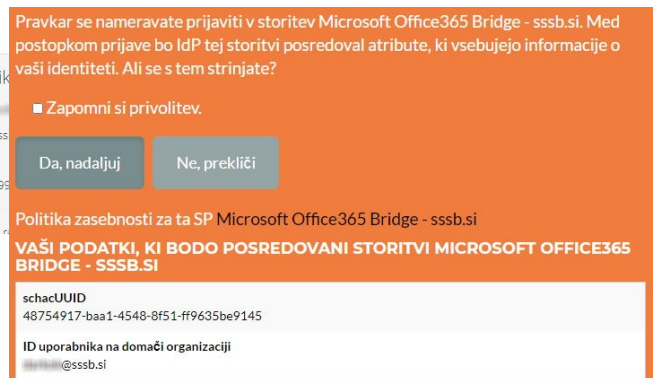 Pravkar se nameravate prijaviti v storitev Microsoft Office365 Bridge - sssb.si. Med
postopkom prijave bo IdP tej storitvi posredoval atribute, ki vsebujejo informacije o
vaši identiteti. Ali se s tem strinjate?
Zapomni si privolitev.
Da, nadaljuj
Ne, prekliči
Politika zasebnosti za ta SP Microsoft Office365 Bridge - sssb.si
VAŠI PODATKI, KI BODO POSREDOVANI STORITVI MICROSOFT OFFICE365
BRIDGE - SSSB.SI
schacUUID
48754917-baa1-4548-8f51-ff9635be9145
ID uporabnika na domači organizaciji
@sssb.si